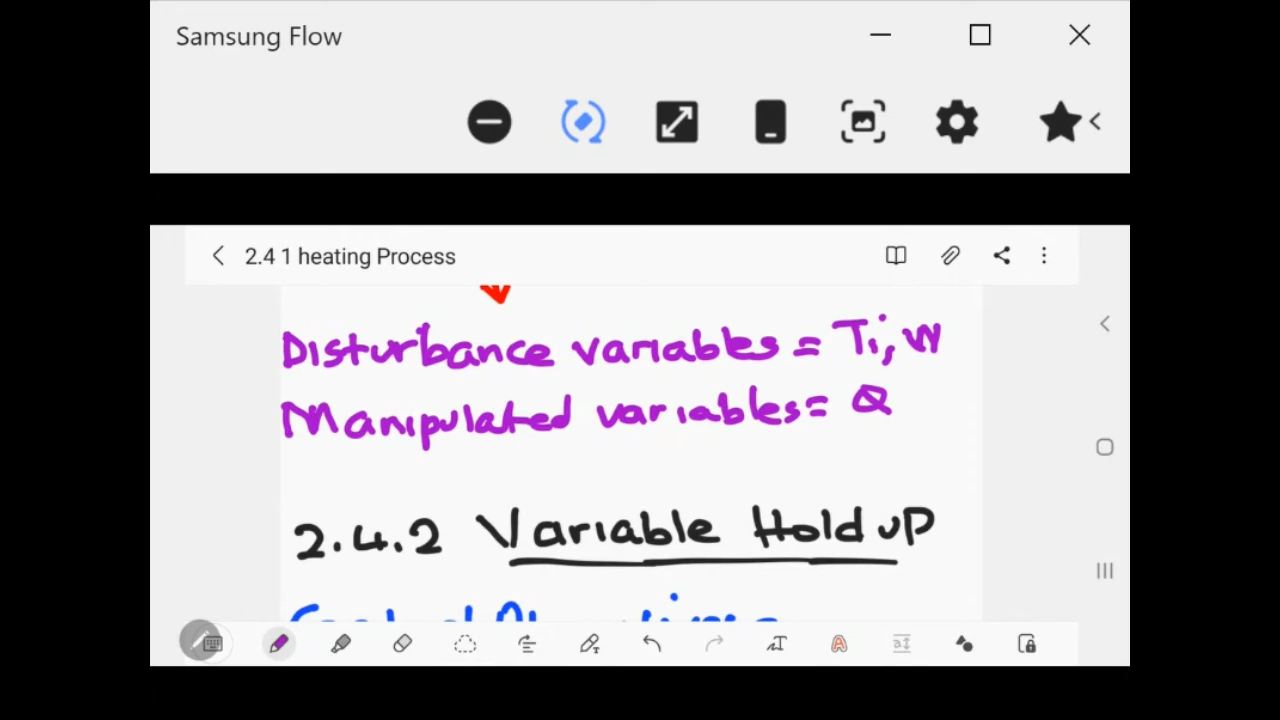 Samsung Flow
2.4 1 heating Process
Disturbance variables = Ti, W
Manipulated variables = Q
2.4.2 Variable Hold up